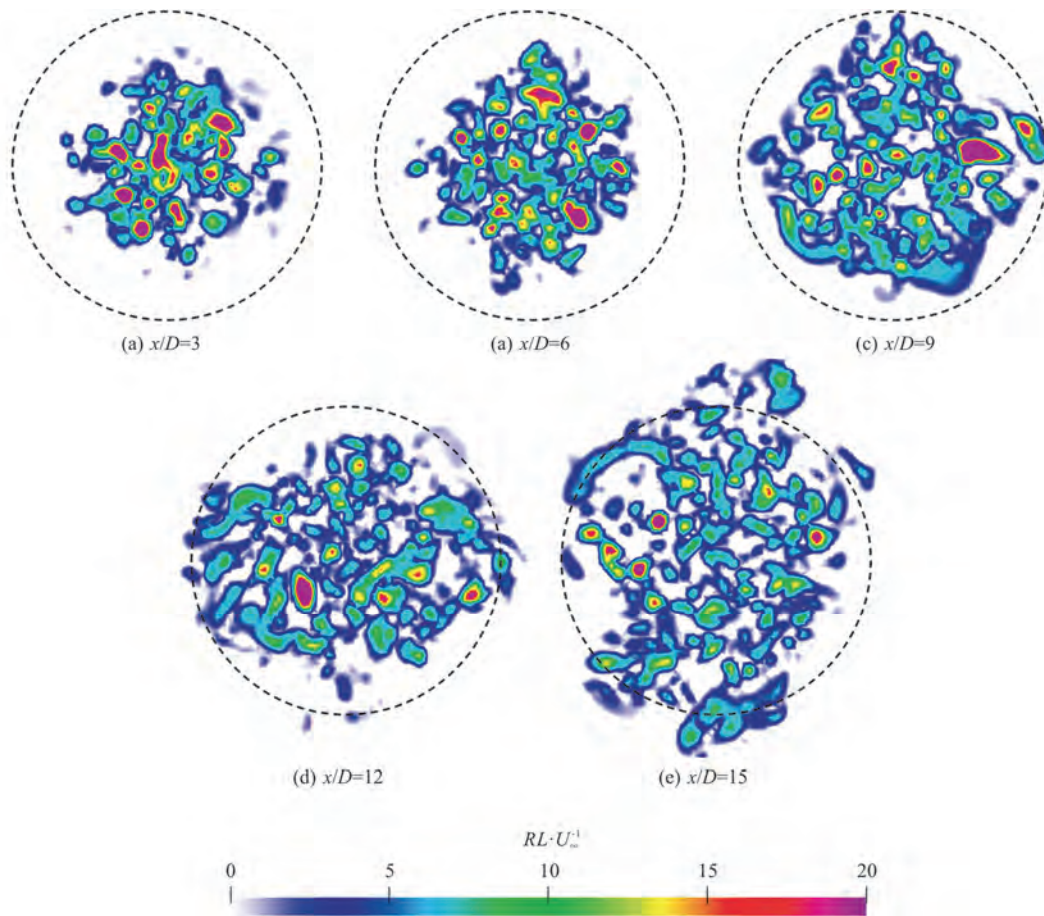 (a) x/D=3
(a) x/D=6
(c) x/D=9
(d) x/D=12
(e) x/D=15
RL·U∞⁻¹
0 5 10 15 20